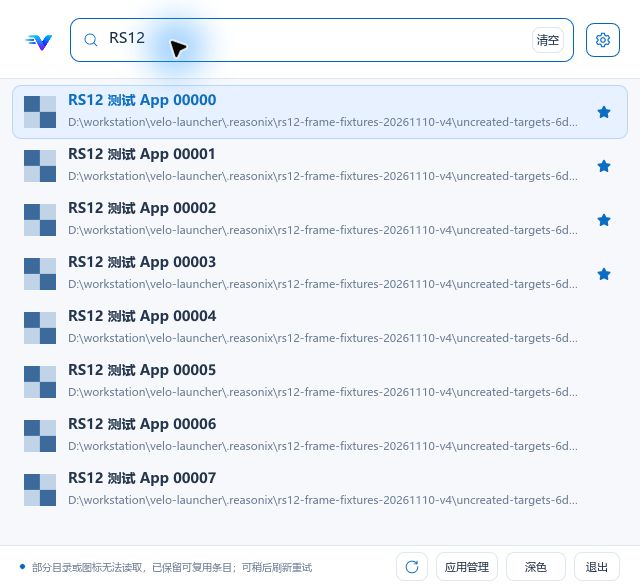 RS12
清空
RS12 测试 App 00000
D:\workstation\velo-launcher\.reasonix\rs12-frame-fixtures-20261110-v4\uncreated-targets-6d...
RS12 测试 App 00001
D:\workstation\velo-launcher\.reasonix\rs12-frame-fixtures-20261110-v4\uncreated-targets-6d...
RS12 测试 App 00002
D:\workstation\velo-launcher\.reasonix\rs12-frame-fixtures-20261110-v4\uncreated-targets-6d...
RS12 测试 App 00003
D:\workstation\velo-launcher\.reasonix\rs12-frame-fixtures-20261110-v4\uncreated-targets-6d...
RS12 测试 App 00004
D:\workstation\velo-launcher\.reasonix\rs12-frame-fixtures-20261110-v4\uncreated-targets-6d...
RS12 测试 App 00005
D:\workstation\velo-launcher\.reasonix\rs12-frame-fixtures-20261110-v4\uncreated-targets-6d...
RS12 测试 App 00006
D:\workstation\velo-launcher\.reasonix\rs12-frame-fixtures-20261110-v4\uncreated-targets-6d...
RS12 测试 App 00007
D:\workstation\velo-launcher\.reasonix\rs12-frame-fixtures-20261110-v4\uncreated-targets-6d...
部分目录或图标无法读取，已保留可复用条目；可稍后刷新重试
应用管理
深色
退出